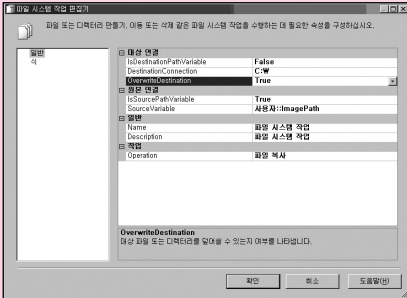 파일 시스템 작업 편집기
파일 또는 디렉터리 만들기, 이동 또는 삭제 같은 파일 시스템 작업을 수행하는 데 필요한 속성을 구성하십시오.
일반
식
대상 연결
IsDestinationPathVariable False
DestinationConnection C:₩
OverwriteDestination True
원본 연결
IsSourcePathVariable True
SourceVariable 사용자::ImagePath
일반
Name 파일 시스템 작업
Description 파일 시스템 작업
작업
Operation 파일 복사
OverwriteDestination
대상 파일 또는 디렉터리를 덮어쓸 수 있는지 여부를 나타냅니다.
확인 취소 도움말(H)